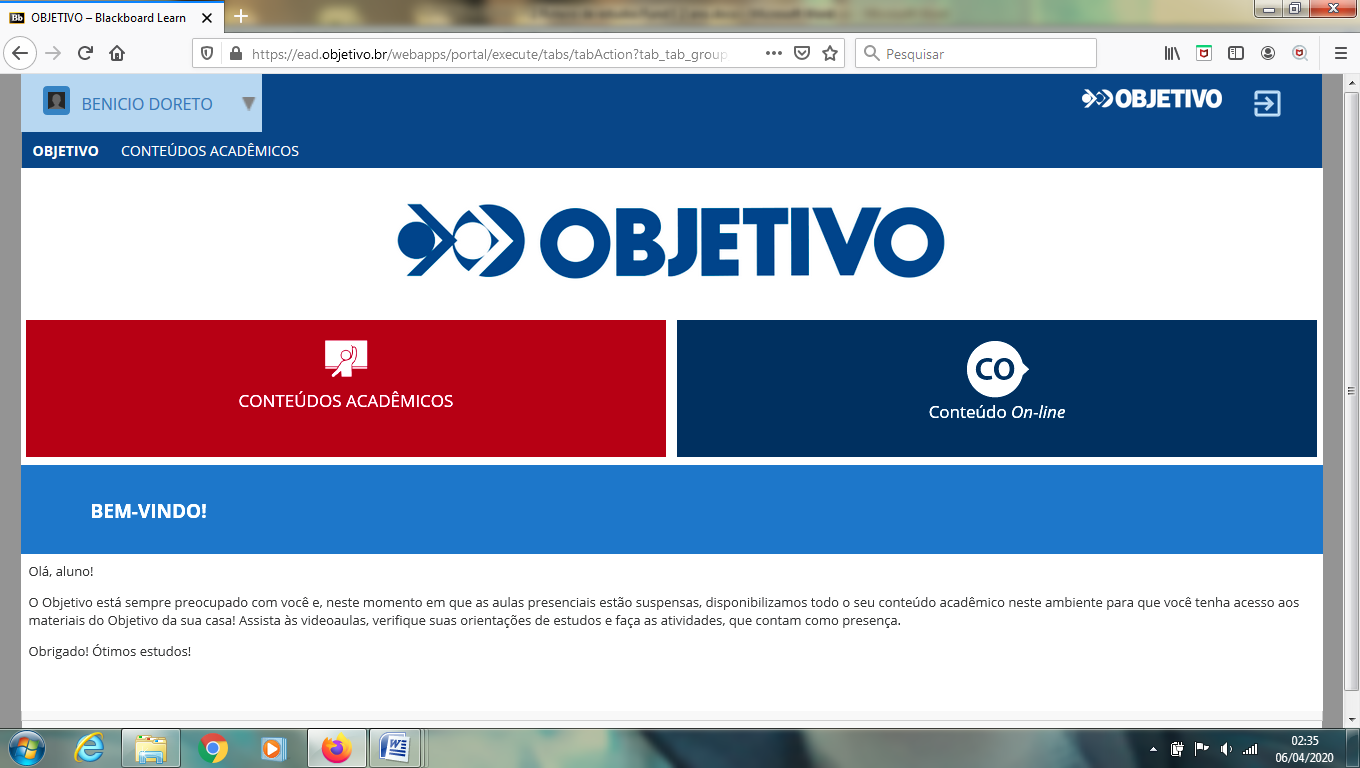 Bb OBJETIVO – Blackboard Learn
https://ead.objetivo.br/webapps/portal/execute/tabs/tabAction?tab_tab_group
Pesquisar
BENICIO DORETO
OBJETIVO
OBJETIVO CONTEÚDOS ACADÊMICOS
OBJETIVO
CONTEÚDOS ACADÊMICOS
CO
Conteúdo On-line
BEM-VINDO!
Olá, aluno!
O Objetivo está sempre preocupado com você e, neste momento em que as aulas presenciais estão suspensas, disponibilizamos todo o seu conteúdo acadêmico neste ambiente para que você tenha acesso aos
materiais do Objetivo da sua casa! Assista às videoaulas, verifique suas orientações de estudos e faça as atividades, que contam como presença.
Obrigado! Ótimos estudos!
02:35
06/04/2020